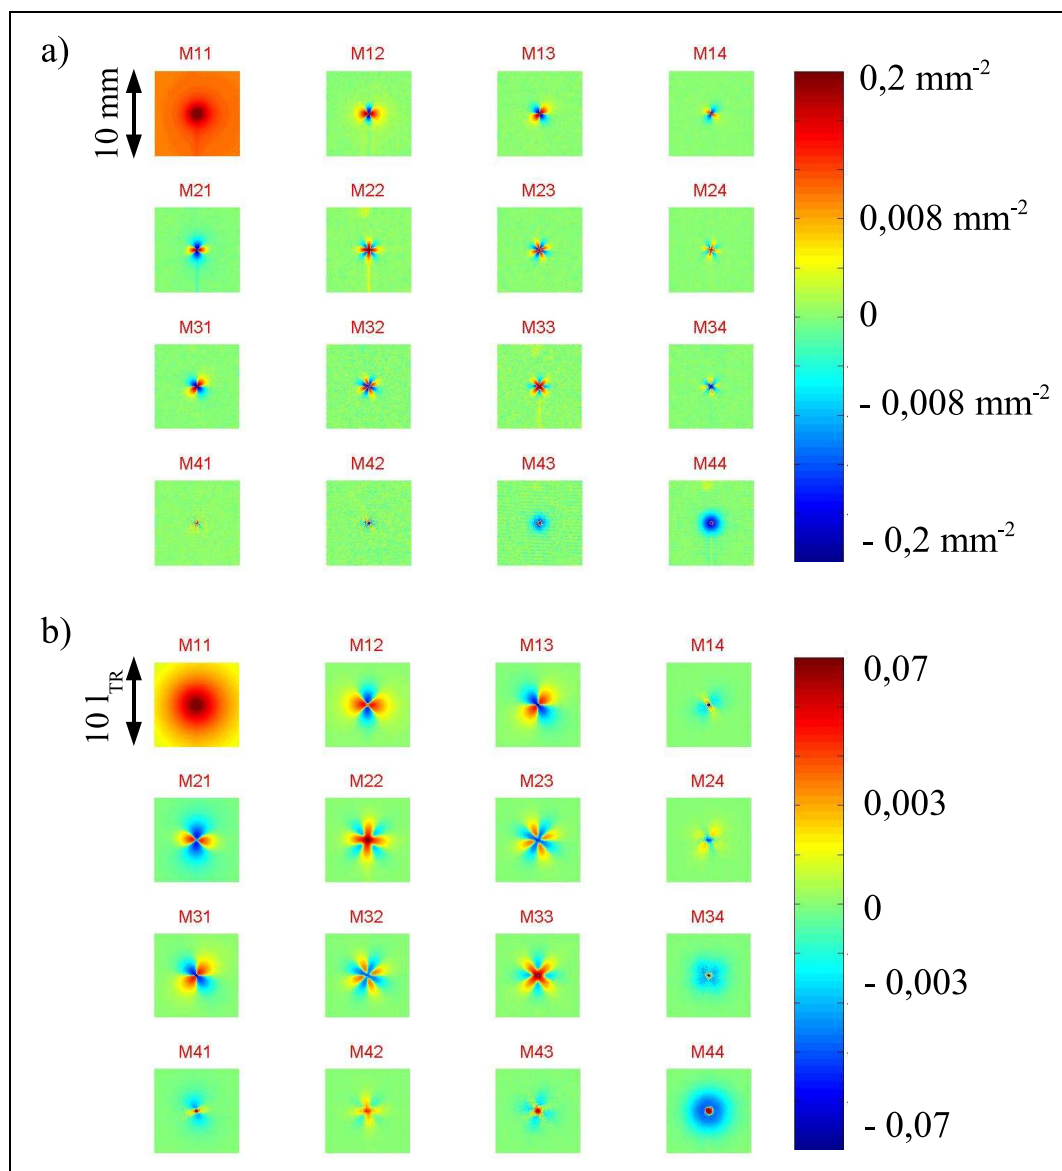 a)
M11 M12 M13 M14
10 mm
0,2 mm-2
M21 M22 M23 M24
0,008 mm-2
0
M31 M32 M33 M34
- 0,008 mm-2
M41 M42 M43 M44
- 0,2 mm-2
b)
M11 M12 M13 M14
10 lTR
0,07
M21 M22 M23 M24
0,003
0
M31 M32 M33 M34
- 0,003
M41 M42 M43 M44
- 0,07